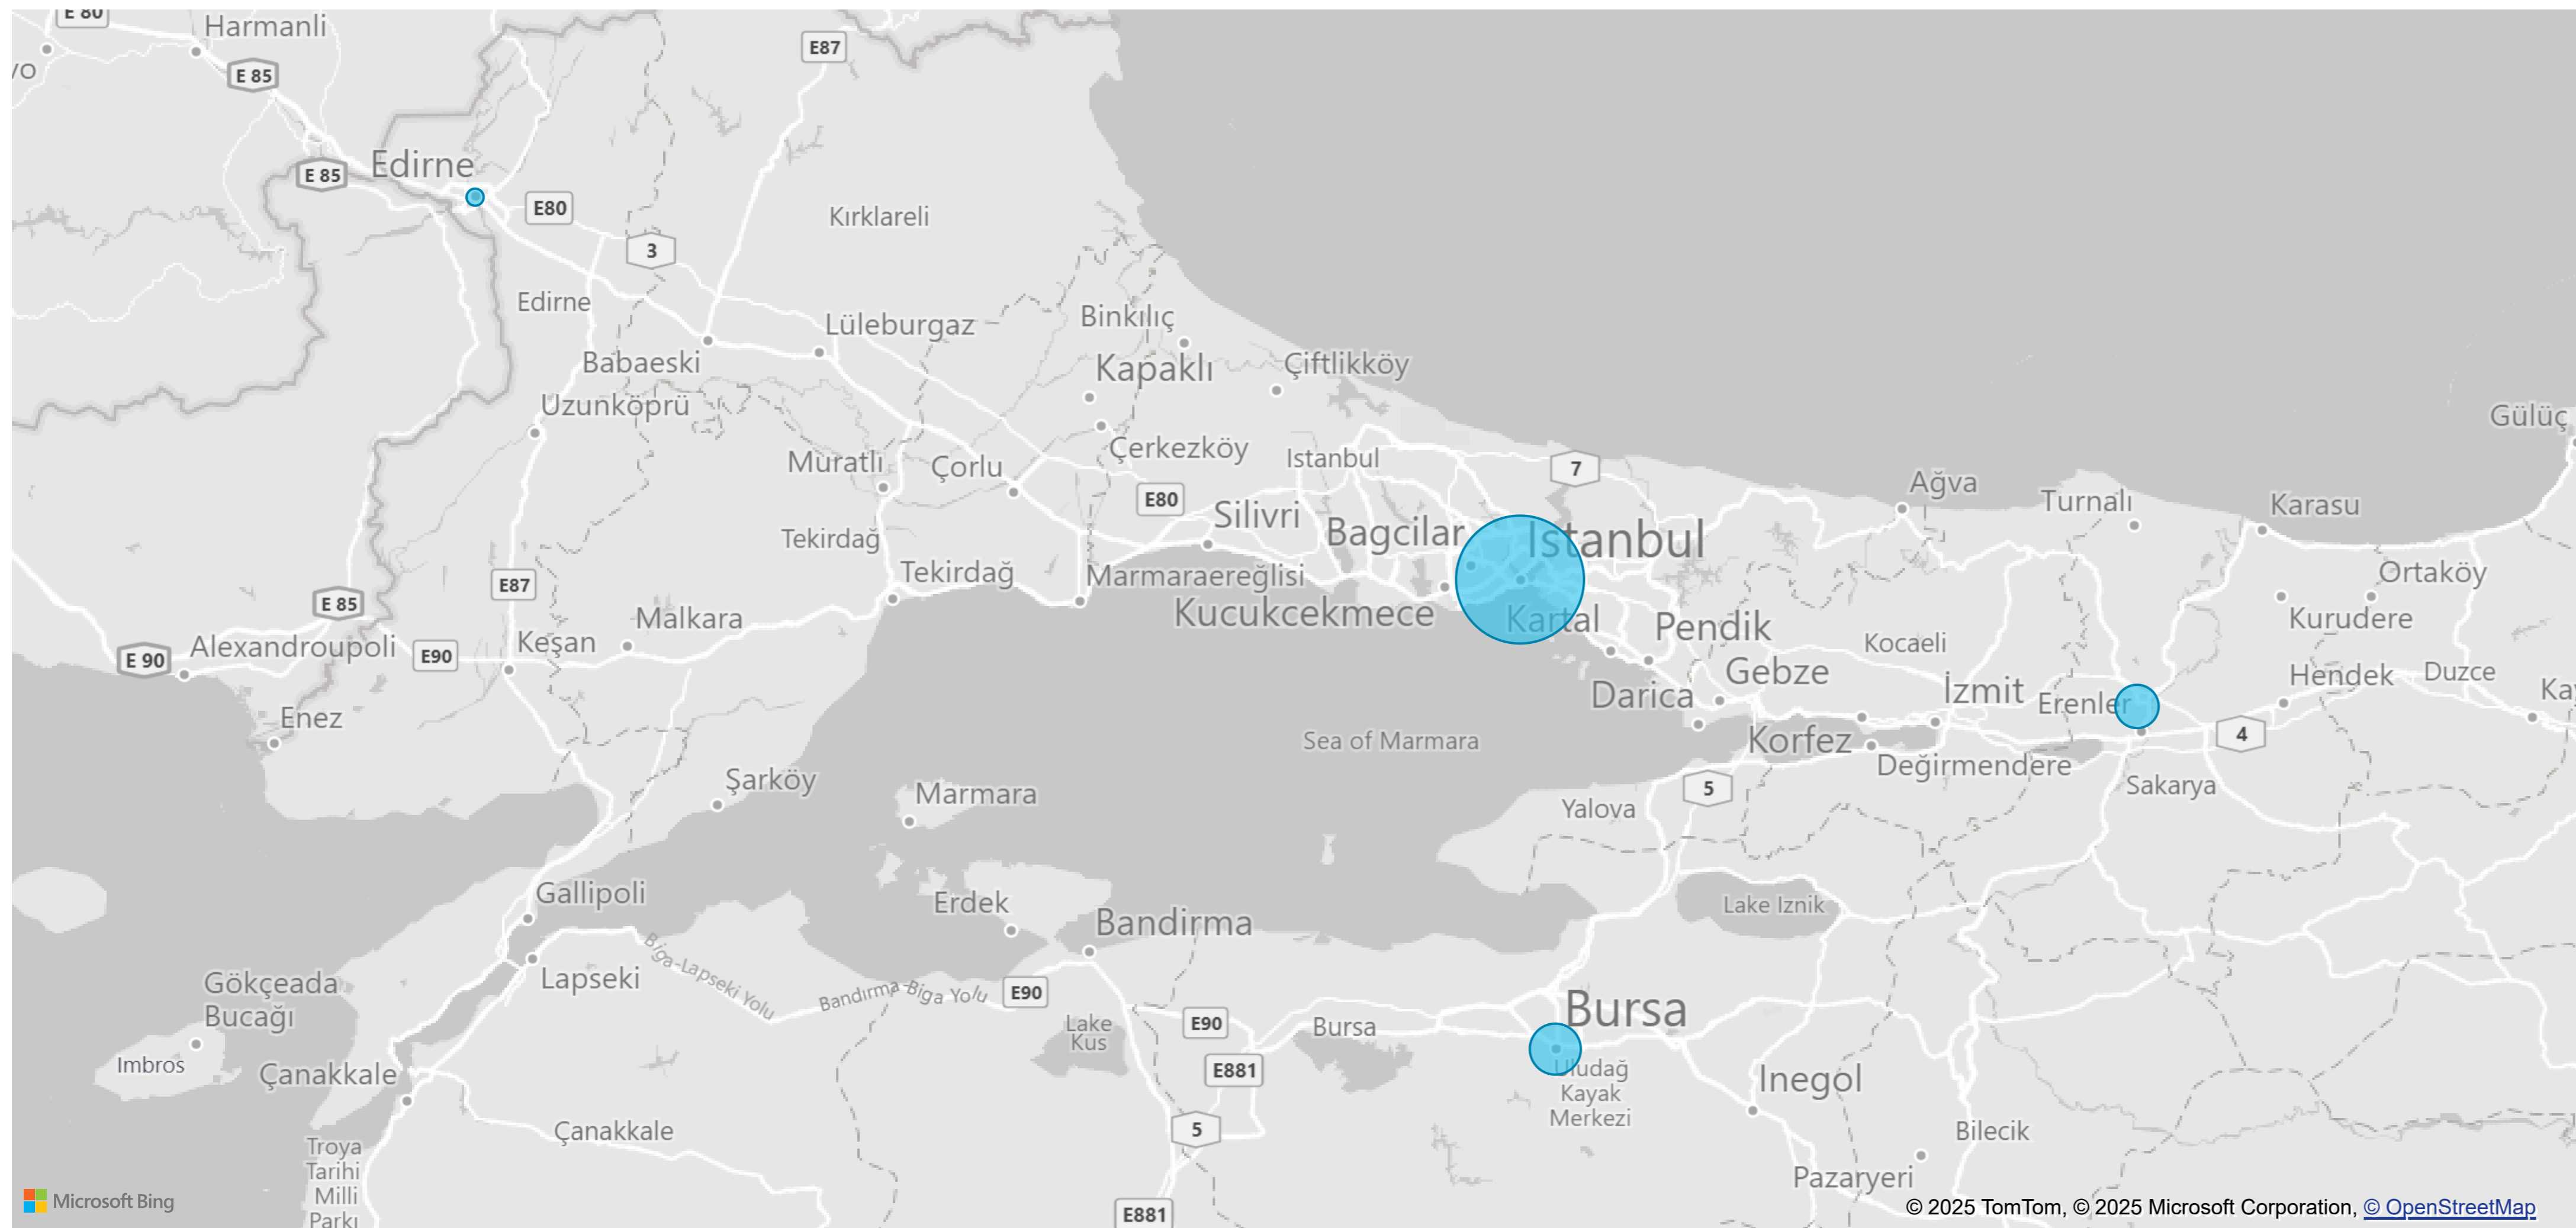 E 80
Harmanli
E87
E 85
Edirne
E 85
E80
Kırklareli
3
Edirne
Binkılıç
Lüleburgaz
Babaeski
Kapaklı
Çiftlikköy
Uzunköprü
Gülüç
Çerkezköy
Muratlı
Çorlu
Istanbul
7
Ağva
E80
Turnalı
Karasu
Silivri
Bagcilar
Istanbul
Tekirdağ
Tekirdağ
Marmaraereğlisi
Ortaköy
E87
E 85
Kucukcekmece
Kartal
Malkara
Pendik
Kurudere
Alexandroupoli
E 90
E90
Keşan
Kocaeli
Gebze
Hendek
Duzce
Darica
İzmit
Erenler
Enez
Sea of Marmara
Korfez
4
Değirmendere
Şarköy
Marmara
5
Sakarya
Yalova
Gallipoli
Erdek
Bandirma
Lake Iznik
Biga-Lapseki Yolu
Lapseki
Gökçeada
Bucağı
Bandırma-Biga Yolu
E90
Bursa
Lake
Kus
E90
Bursa
Imbros
Çanakkale
E881
Uludağ
Kayak
Merkezi
Inegol
Çanakkale
5
Bilecik
Troya
Tarihi
Milli
Parkı
Pazaryeri
Microsoft Bing
E881
© 2025 TomTom, © 2025 Microsoft Corporation, © OpenStreetMap